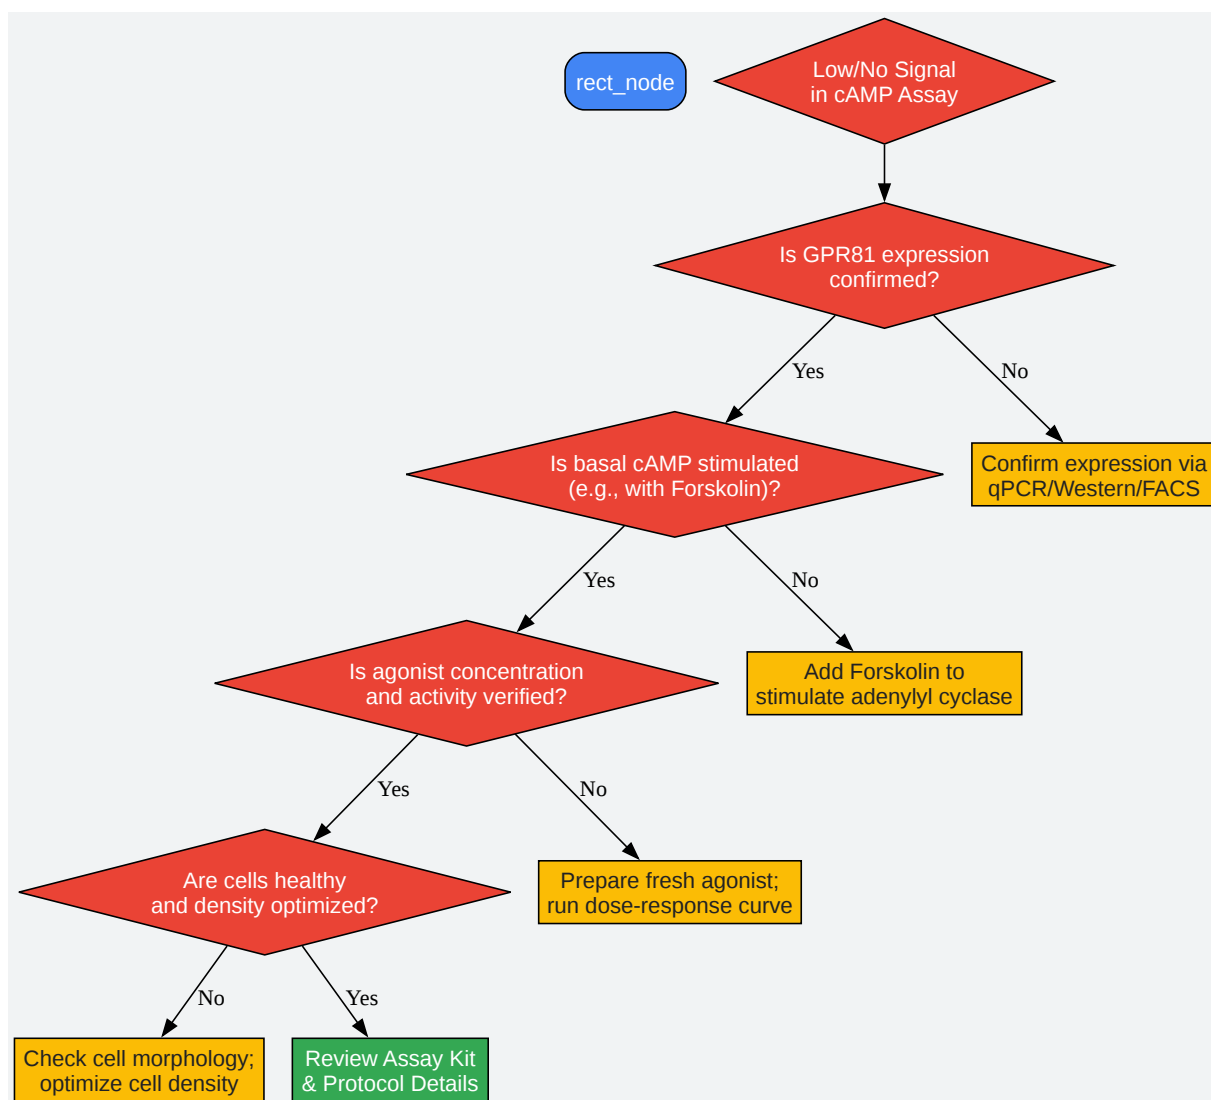 rect_node
Low/No Signal
in cAMP Assay
Is GPR81 expression
confirmed?
Yes
No
Is basal cAMP stimulated
(e.g., with Forskolin)?
Confirm expression via
qPCR/Western/FACS
Yes
No
Is agonist concentration
and activity verified?
Add Forskolin to
stimulate adenylyl cyclase
Yes
No
Are cells healthy
and density optimized?
Prepare fresh agonist;
run dose-response curve
No
Yes
Check cell morphology;
optimize cell density
Review Assay Kit
& Protocol Details